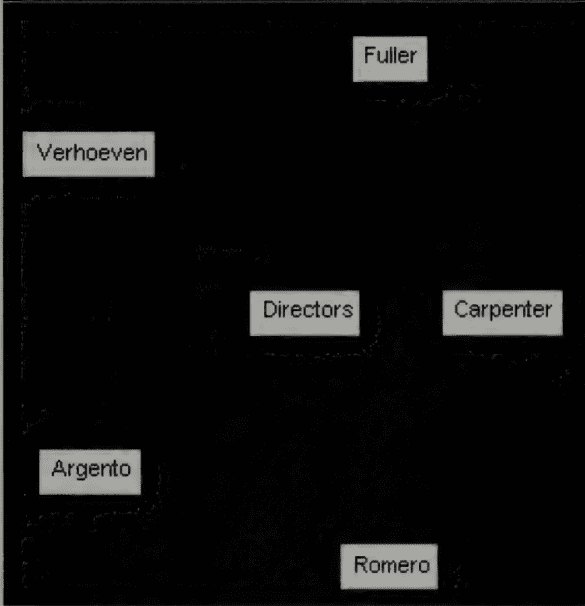 Fuller
Verhoeven
Directors
Carpenter
Argento
Romero